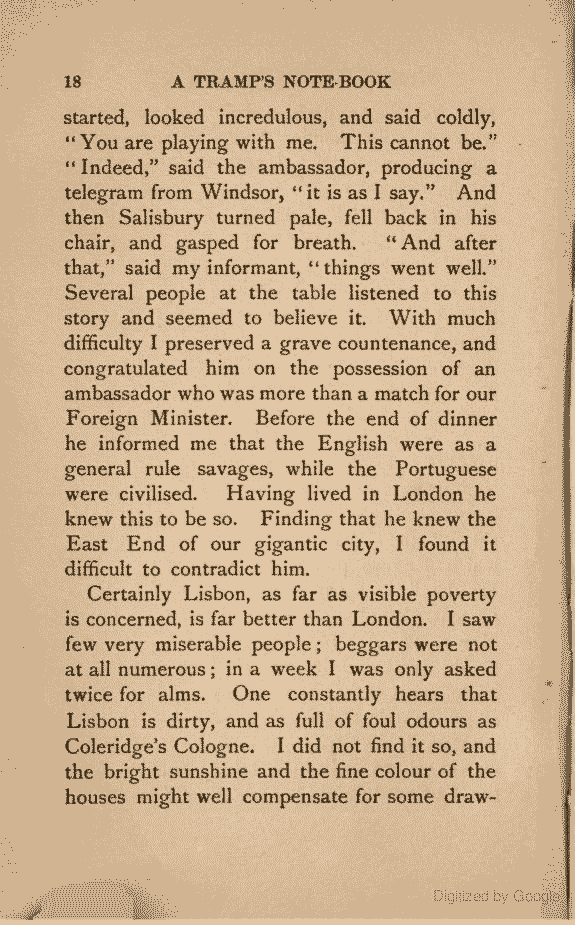 18 A TRAMP'S NOTE-BOOK
started, looked incredulous, and said coldly,
“You are playing with me. This cannot be.”
“Indeed,” said the ambassador, producing a
telegram from Windsor, “it is as I say.” And
then Salisbury turned pale, fell back in his
chair, and gasped for breath. “And after
that,” said my informant, “things went well.”
Several people at the table listened to this
story and seemed to believe it. With much
difficulty I preserved a grave countenance, and
congratulated him on the possession of an
ambassador who was more than a match for our
Foreign Minister. Before the end of dinner
he informed me that the English were as a
general rule savages, while the Portuguese
were civilised. Having lived in London he
knew this to be so. Finding that he knew the
East End of our gigantic city, I found it
difficult to contradict him.
Certainly Lisbon, as far as visible poverty
is concerned, is far better than London. I saw
few very miserable people; beggars were not
at all numerous; in a week I was only asked
twice for alms. One constantly hears that
Lisbon is dirty, and as full of foul odours as
Coleridge's Cologne. I did not find it so, and
the bright sunshine and the fine colour of the
houses might well compensate for some draw-
Digitized by Google